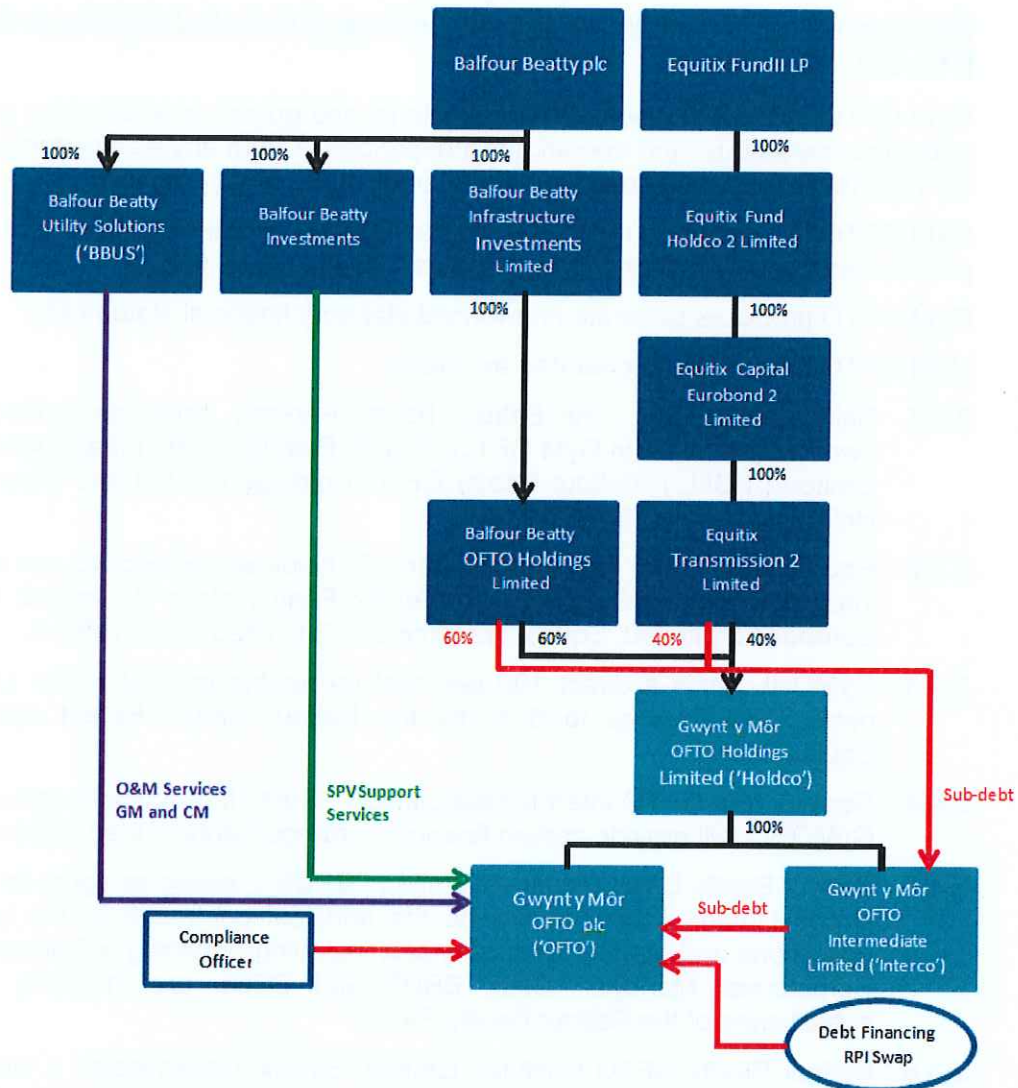 Balfour Beatty plc
Equitix FundII LP
100%
100%
100%
100%
Balfour Beatty
Utility Solutions
('BBUS')
Balfour Beatty
Investments
Balfour Beatty
Infrastructure
Investments
Limited
Equitix Fund
Holdco 2 Limited
100%
100%
Equitix Capital
Eurobond 2
Limited
100%
Balfour Beatty
OFTO Holdings
Limited
Equitix
Transmission 2
Limited
60%
60%
40%
40%
Gwynt y Môr
OFTO Holdings
Limited ('Holdco')
O&M Services
GM and CM
SPVSupport
Services
Sub-debt
100%
Gwynt y Môr
OFTO plc
('OFTO')
Sub-debt
Gwynt y Môr
OFTO
Intermediate
Limited ('Interco')
Compliance
Officer
Debt Financing
RPI Swap